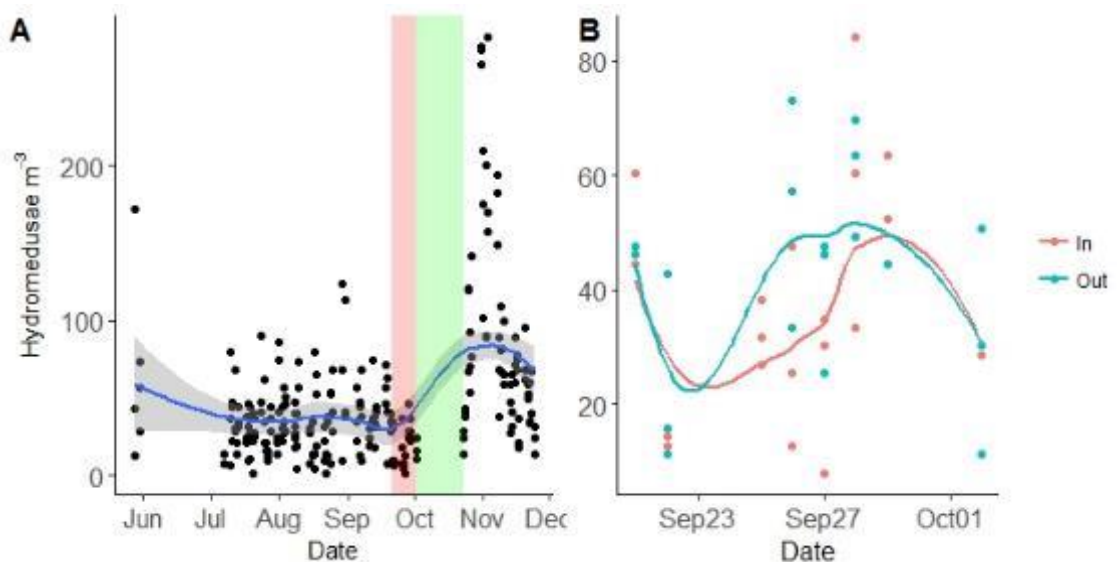 A
B
Hydromedusae m⁻³
200
100
0
Jun Jul Aug Sep Oct Nov Dec
Date
80
60
40
20
Sep23 Sep27 Oct01
Date
In
Out